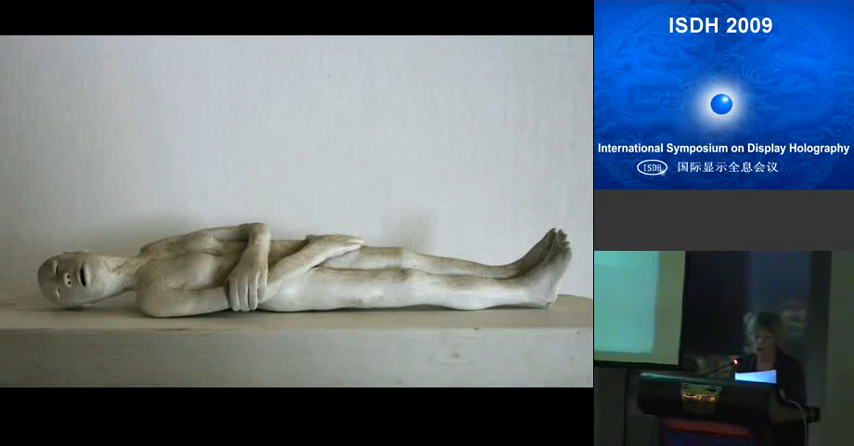 ISDH 2009
International Symposium on Display Holography
ISDH 国际显示全息会议